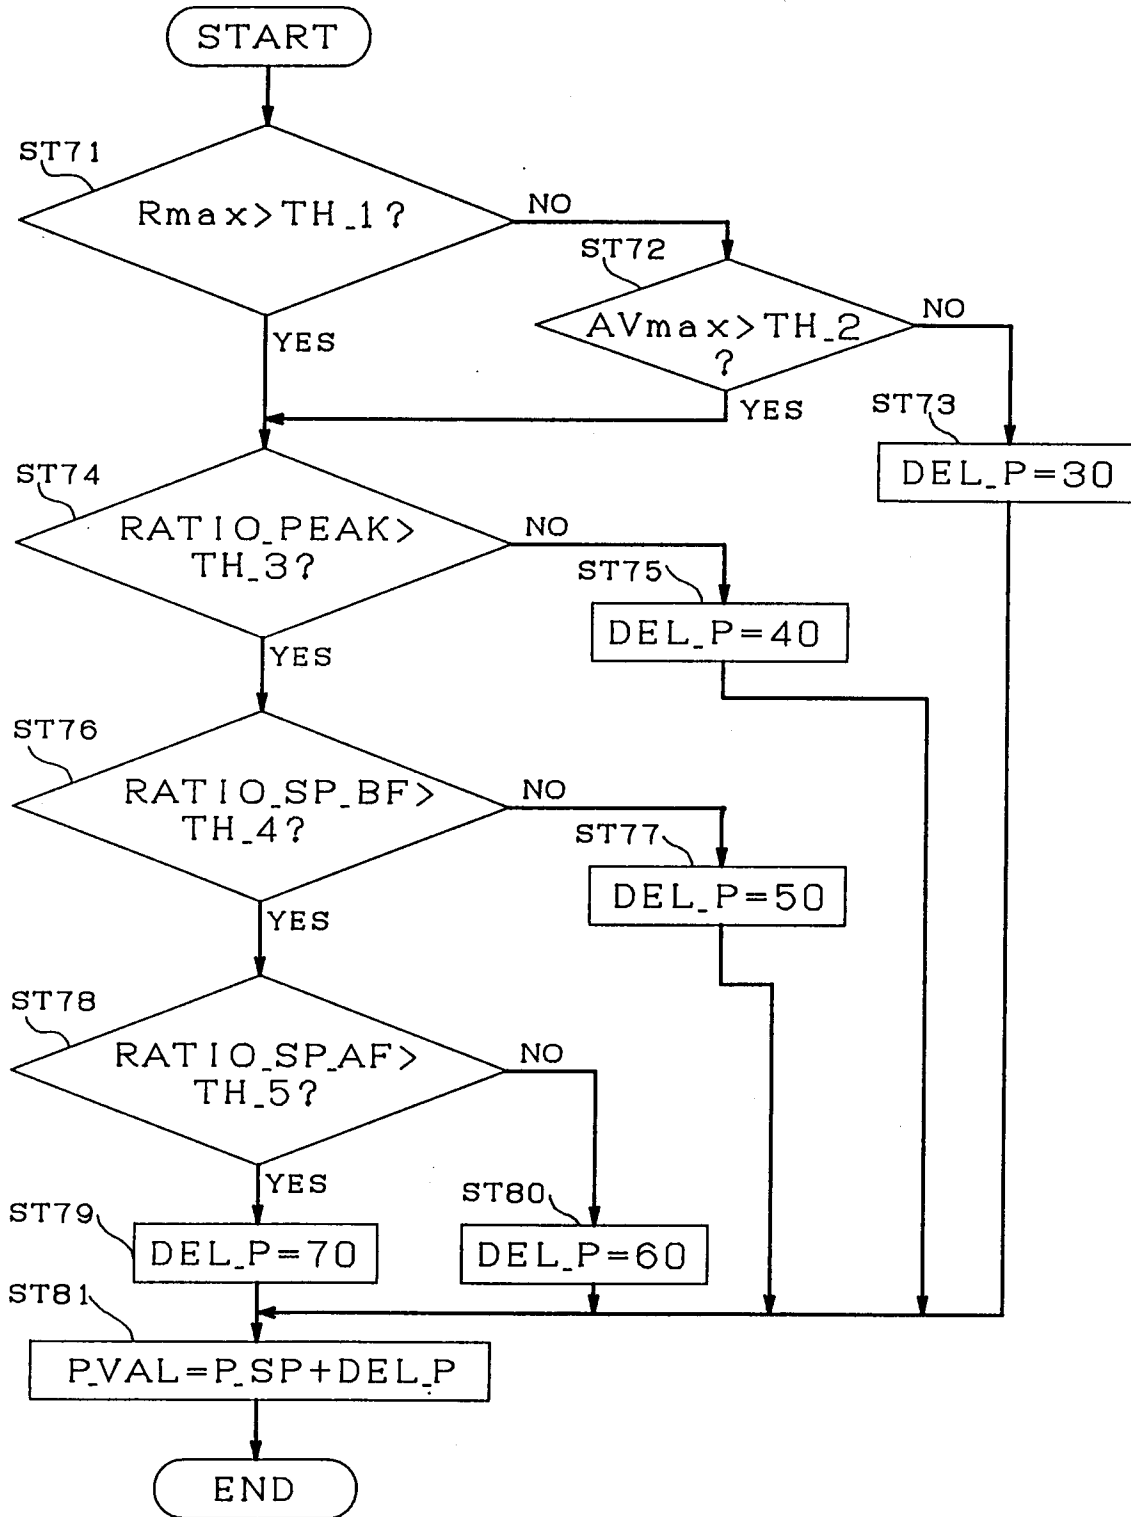 START
ST71
Rmax>TH_1?
NO
ST72
AVmax>TH_2
?
NO
YES
YES
ST73
DEL_P=30
ST74
RATIO_PEAK>
TH_3?
NO
ST75
DEL_P=40
YES
ST76
RATIO_SP_BF>
TH_4?
NO
ST77
DEL_P=50
YES
ST78
RATIO_SP_AF>
TH_5?
NO
YES
ST79
DEL_P=70
ST80
DEL_P=60
ST81
P_VAL=P_SP+DEL_P
END